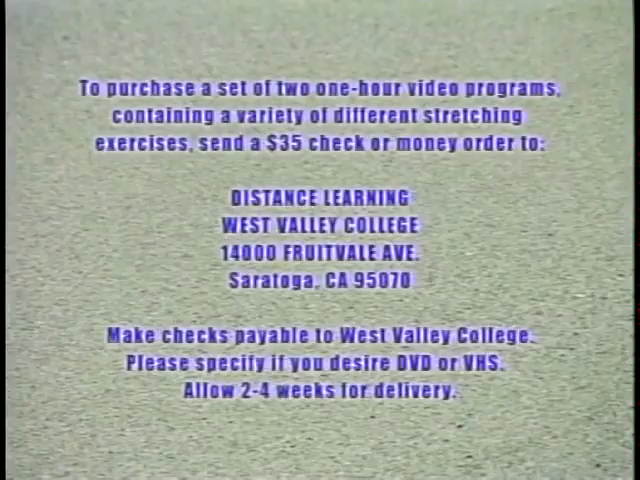 To purchase a set of two one-hour video programs,
containing a variety of different stretching
exercises, send a $35 check or money order to:
DISTANCE LEARNING
WEST VALLEY COLLEGE
14000 FRUITVALE AVE.
Saratoga, CA 95070
Make checks payable to West Valley College.
Please specify if you desire DVD or VHS.
Allow 2-4 weeks for delivery.